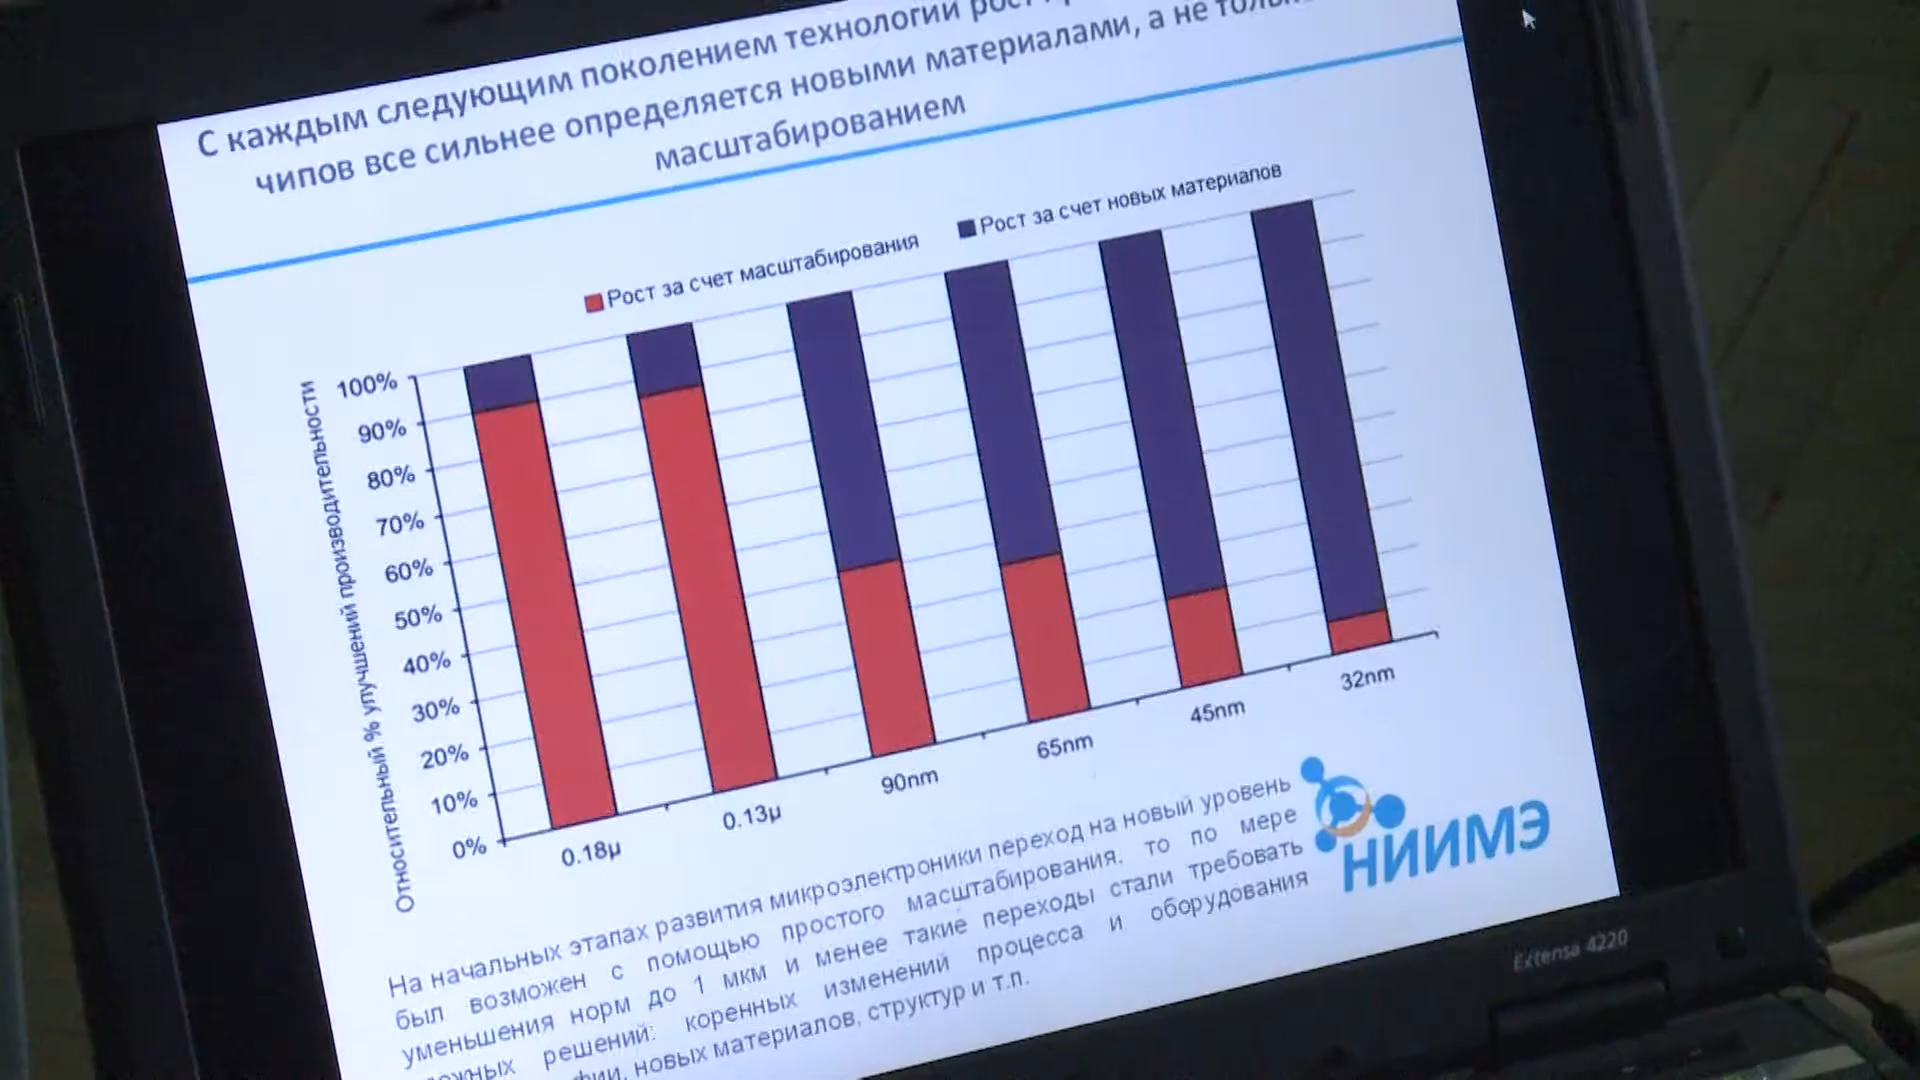 С каждым следующим поколением технологии
чипов все сильнее определяется новыми материалами, а не
масштабированием
Рост за счет масштабирования
Рост за счет новых материалов
Относительный % улучшений производительности
100%
90%
80%
70%
60%
50%
40%
30%
20%
10%
0%
0.18μ
0.13μ
90nm
65nm
45nm
32nm
На начальных этапах развития микроэлектроники переход на новый уровень
был возможен с помощью простого масштабирования, то по мере
уменьшения норм до 1 мкм и менее такие переходы стали требовать
решений: коренных изменений процесса и оборудования
новых материалов, структур и т.п.
НИИМЭ
Extensa 4220